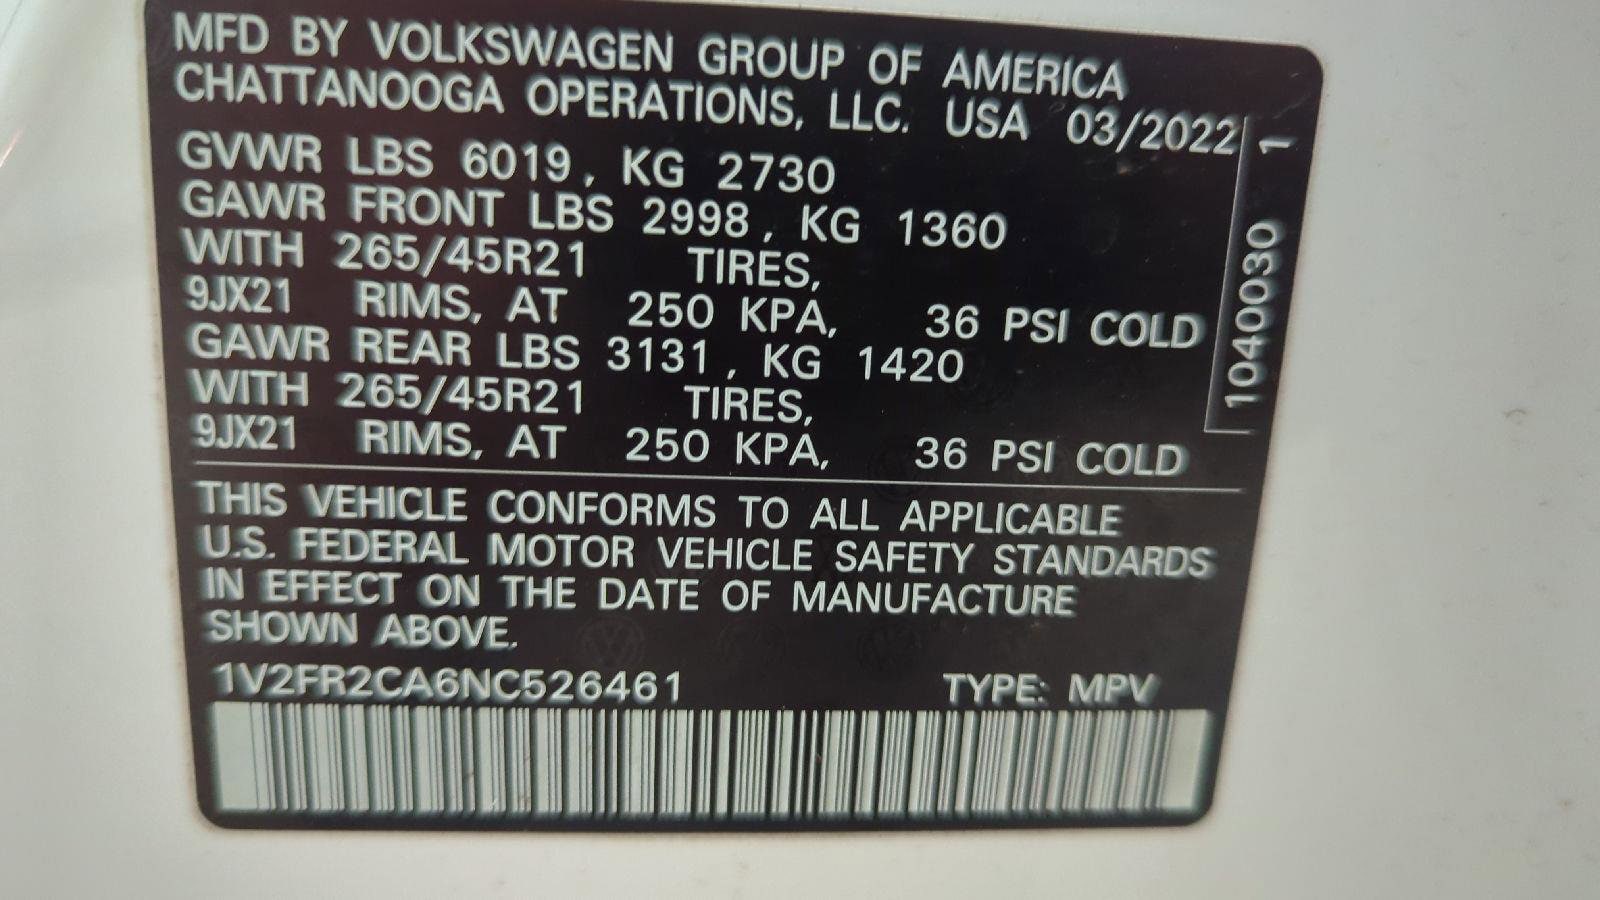 MFD BY VOLKSWAGEN GROUP OF AMERICA
CHATTANOOGA OPERATIONS, LLC. USA 03/2022
GVWR LBS 6019, KG 2730
GAWR FRONT LBS 2998, KG 1360
WITH 265/45R21 TIRES,
9JX21 RIMS, AT 250 KPA, 36 PSI COLD
GAWR REAR LBS 3131, KG 1420
WITH 265/45R21 TIRES,
9JX21 RIMS, AT 250 KPA, 36 PSI COLD
1040030 1
THIS VEHICLE CONFORMS TO ALL APPLICABLE
U.S. FEDERAL MOTOR VEHICLE SAFETY STANDARDS
IN EFFECT ON THE DATE OF MANUFACTURE
SHOWN ABOVE.
1V2FR2CA6NC526461 TYPE: MPV